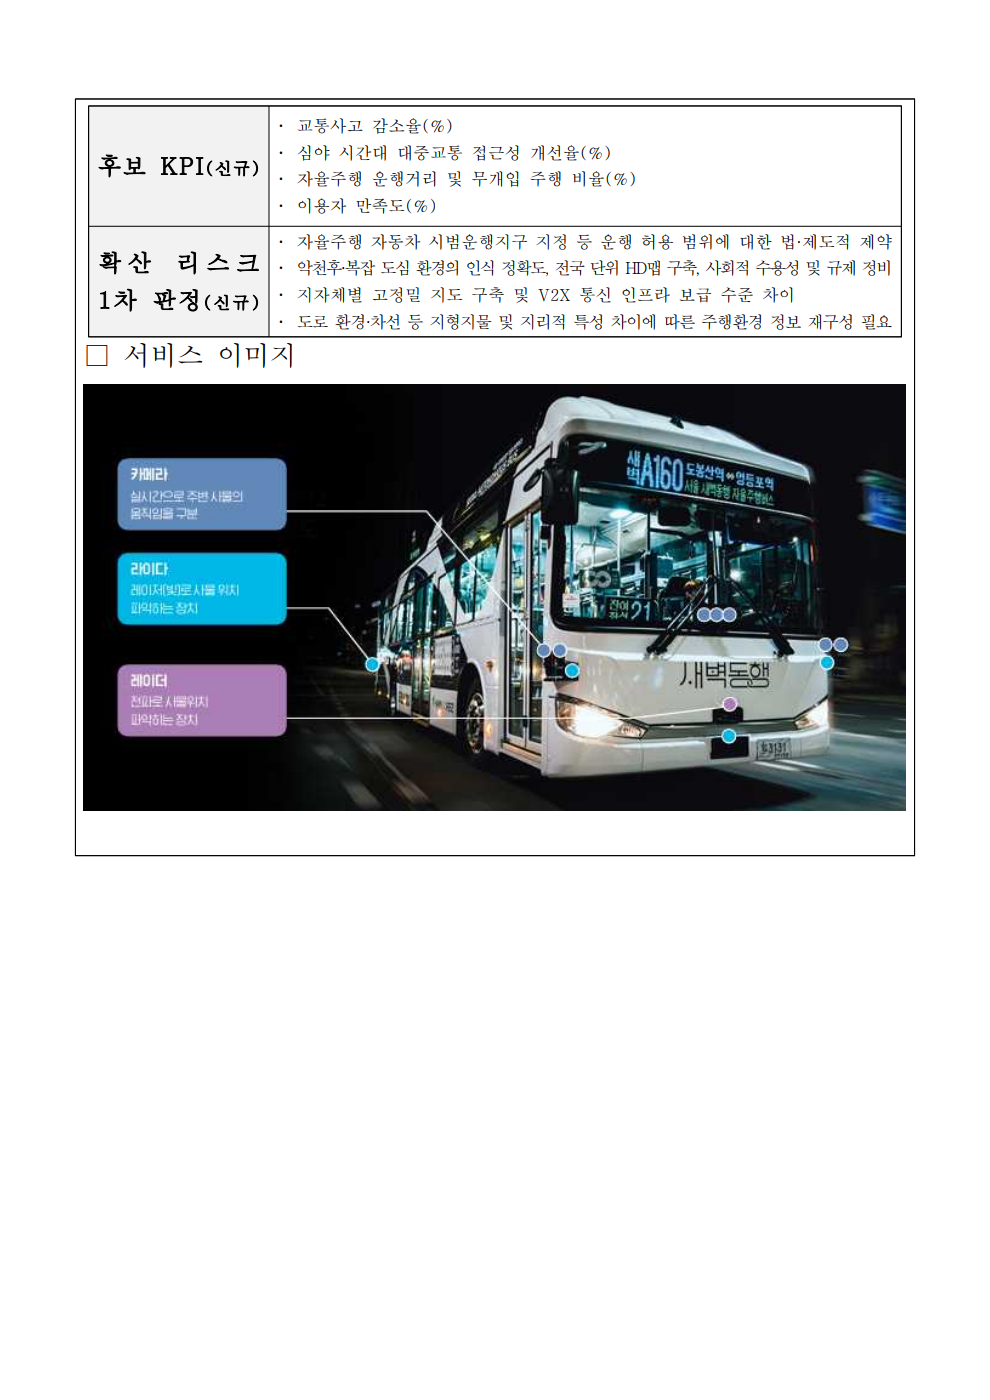 후보 KPI(신규)
· 교통사고 감소율(%)
· 심야 시간대 대중교통 접근성 개선율(%)
· 자율주행 운행거리 및 무개입 주행 비율(%)
· 이용자 만족도(%)
확산 리스크
1차 판정(신규)
· 자율주행 자동차 시범운행지구 지정 등 운행 허용 범위에 대한 법·제도적 제약
· 악천후·복잡 도심 환경의 인식 정확도, 전국 단위 HD맵 구축, 사회적 수용성 및 규제 정비
· 지자체별 고정밀 지도 구축 및 V2X 통신 인프라 보급 수준 차이
· 도로 환경·차선 등 지형지물 및 지리적 특성 차이에 따른 주행환경 정보 재구성 필요
□ 서비스 이미지
카메라
실시간으로 주변 사물의
움직임을 구분
라이다
레이저(빛)로 사물 위치
파악하는 장치
레이더
전파로 사물위치
파악하는 장치
새벽 A160 도봉산역⇔영등포역
서울 새벽동행 자율주행버스
잔여좌석 21
새벽동행
3131